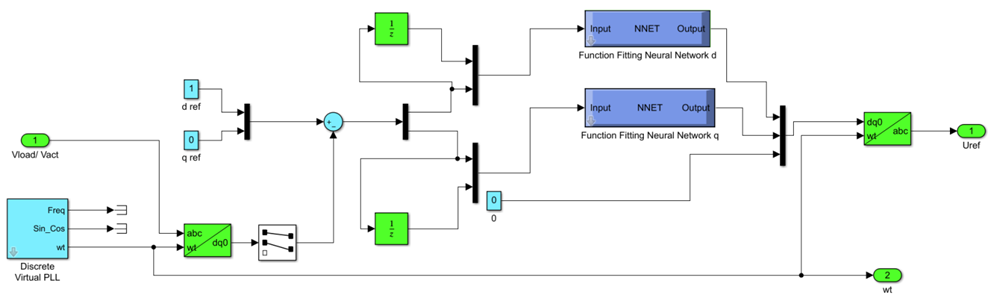 1
z
Input NNET Output
Function Fitting Neural Network d
1
d ref
0
q ref
+
-
Input NNET Output
Function Fitting Neural Network q
dq0
wt
abc
1
Uref
1
Vload/ Vact
0
0
Freq
Sin_Cos
wt
Discrete
Virtual PLL
abc
wt
dq0
1
z
2
wt